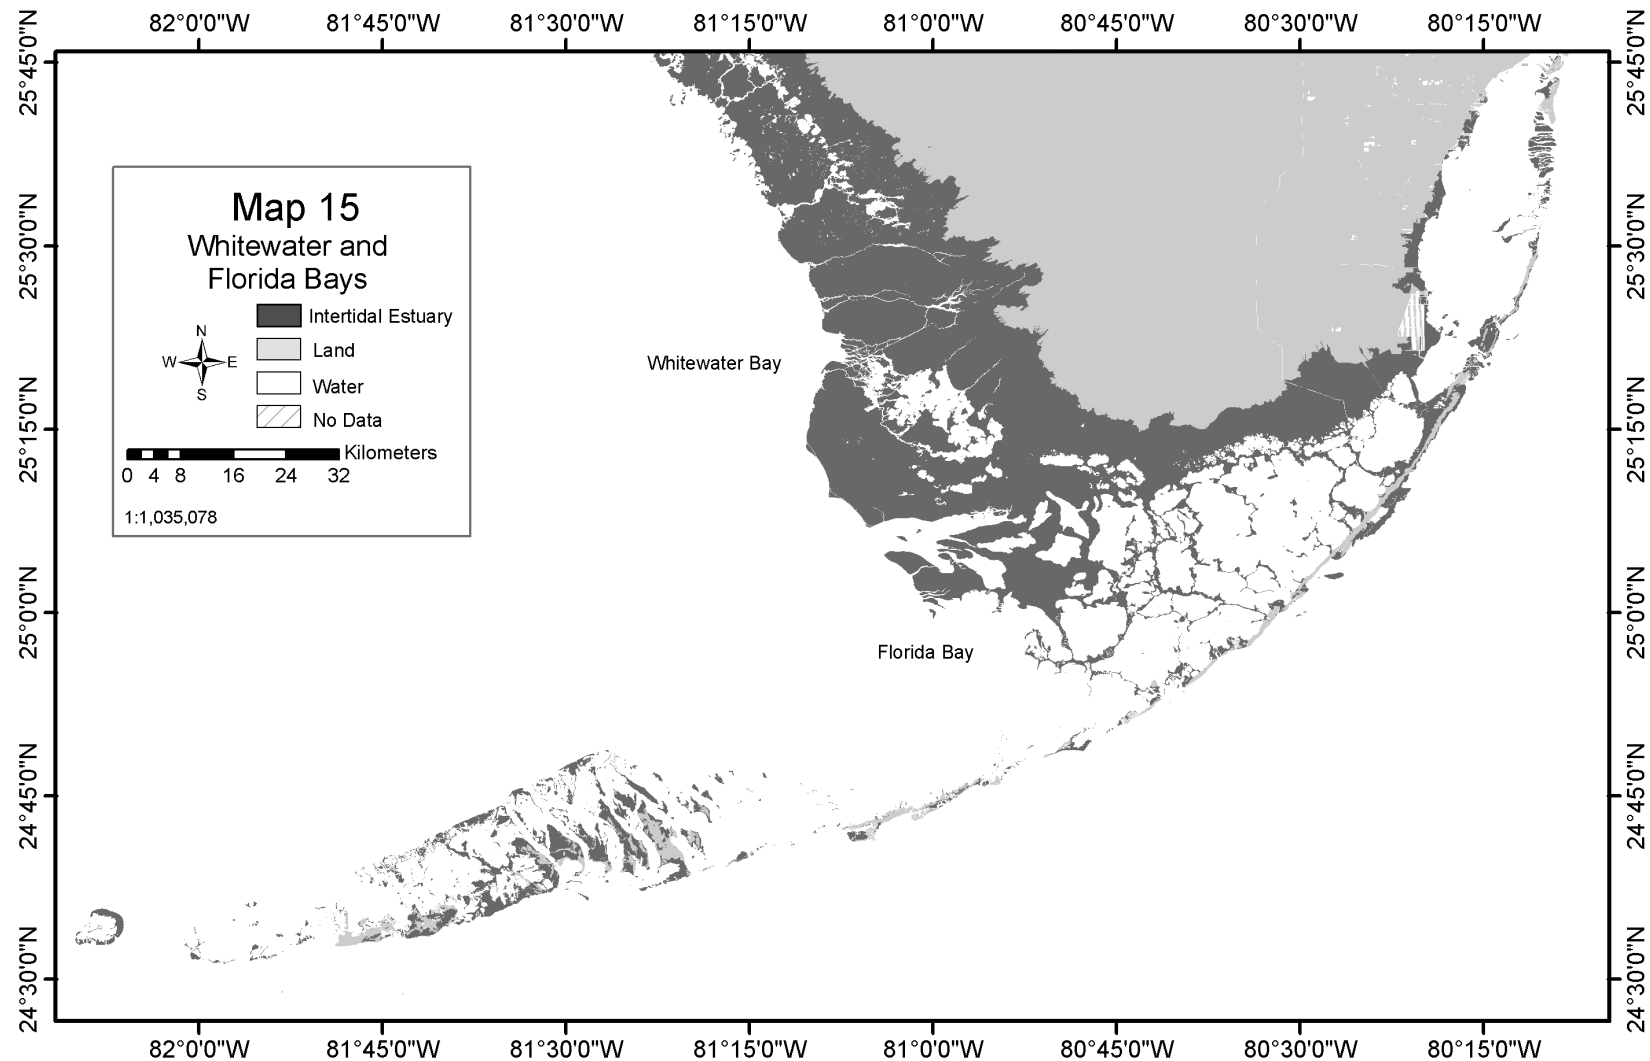 82°0'0"W 81°45'0"W 81°30'0"W 81°15'0"W 81°0'0"W 80°45'0"W 80°30'0"W 80°15'0"W
25°45'0"N 25°45'0"N
Map 15
Whitewater and
Florida Bays
25°30'0"N 25°30'0"N
Intertidal Estuary
N
Land
W E
S
Water
No Data
Kilometers
0 4 8 16 24 32
1:1,035,078
Whitewater Bay
25°15'0"N 25°15'0"N
25°0'0"N 25°0'0"N
Florida Bay
24°45'0"N 24°45'0"N
24°30'0"N 24°30'0"N
82°0'0"W 81°45'0"W 81°30'0"W 81°15'0"W 81°0'0"W 80°45'0"W 80°30'0"W 80°15'0"W